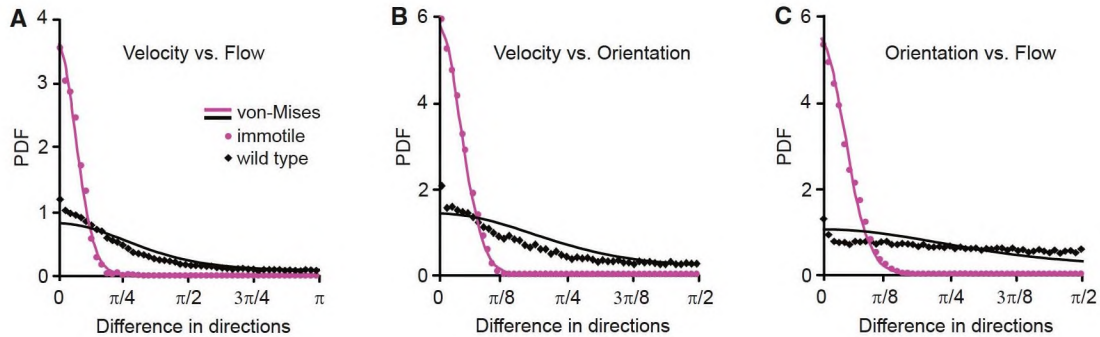 A
Velocity vs. Flow
4
3
2
1
0
PDF
von-Mises
immotile
wild type
0 π/4 π/2 3π/4 π
Difference in directions
B
Velocity vs. Orientation
6
4
2
0
PDF
0 π/8 π/4 3π/8 π/2
Difference in directions
C
Orientation vs. Flow
6
4
2
0
PDF
0 π/8 π/4 3π/8 π/2
Difference in directions